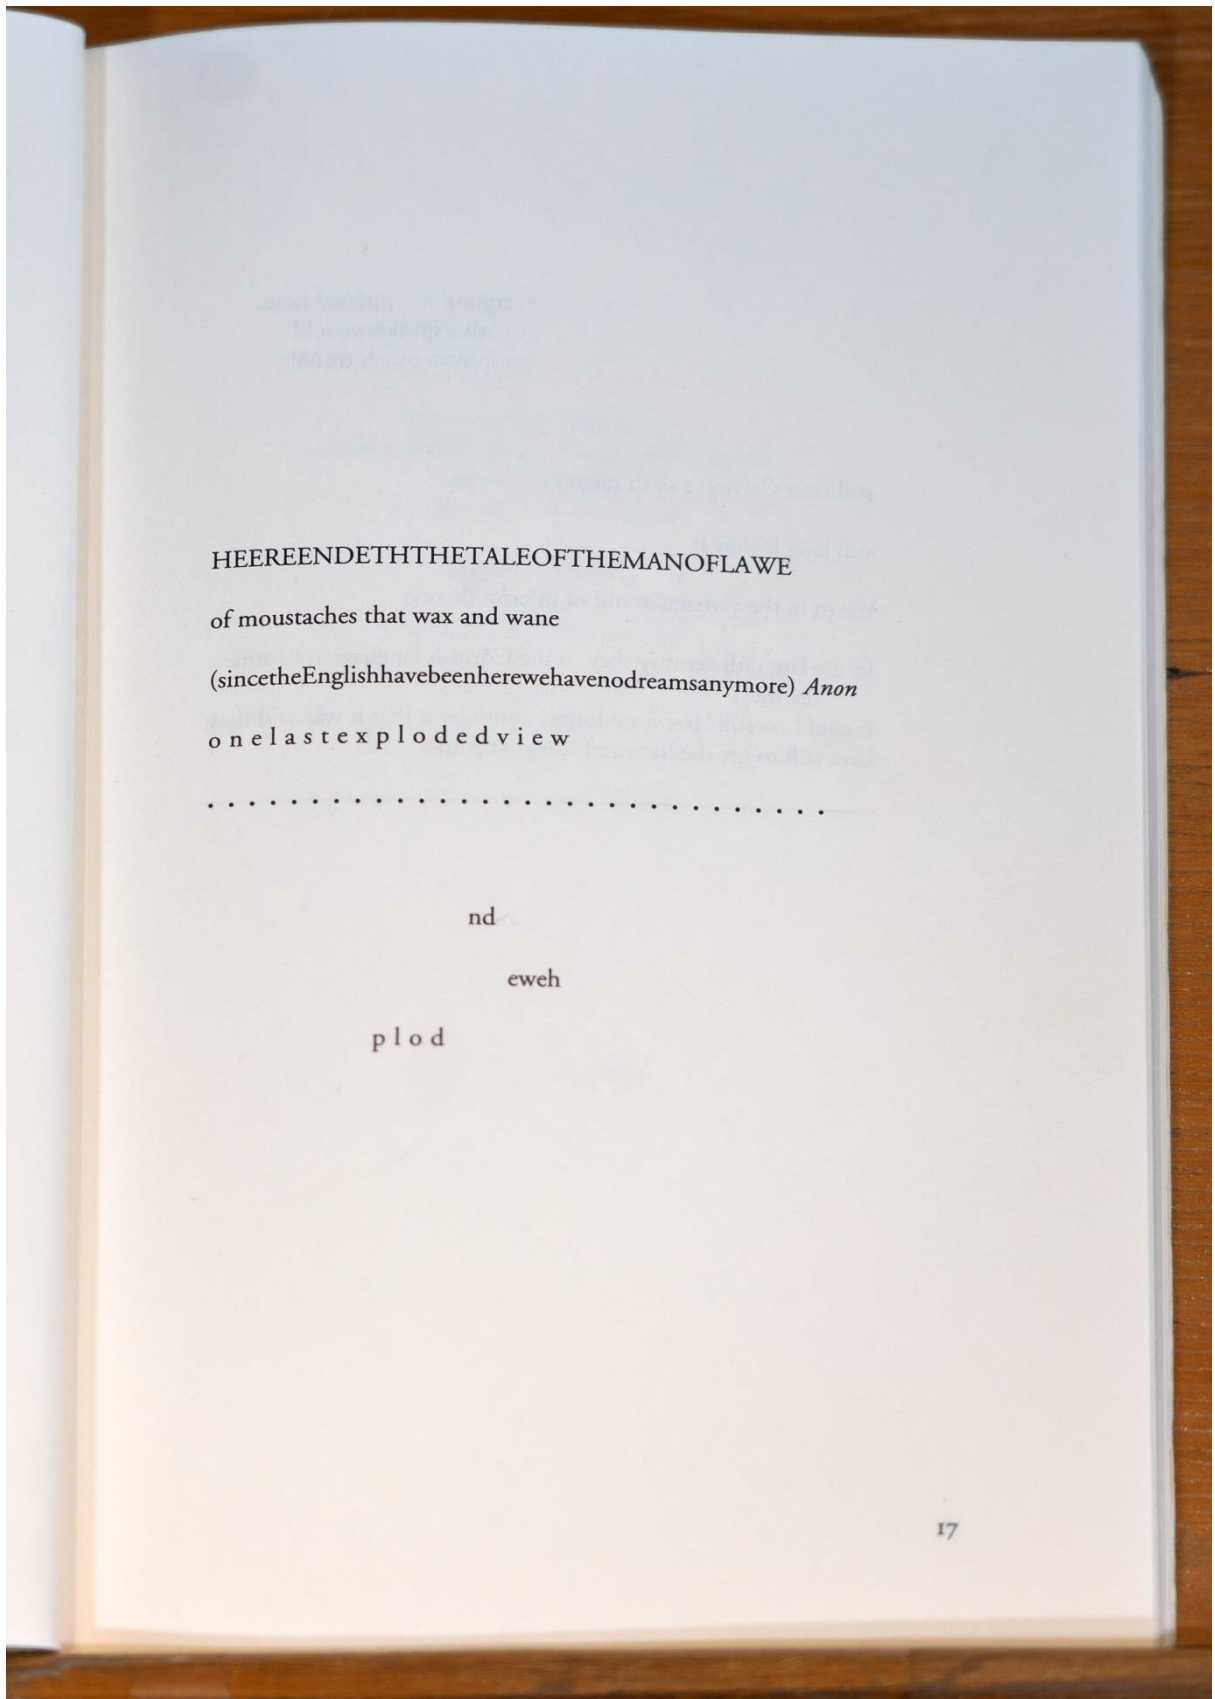 HEEREENDETHTHETALEOFTHEMANOFLAWE
of moustaches that wax and wane
(sincetheEnglishhavebeenherewehavenodreamsanymore) Anon
o n e l a s t e x p l o d e d v i e w
. . . . . . . . . . . . . . . . . . . . . . . . . . . . . .
nd
eweh
p l o d
17